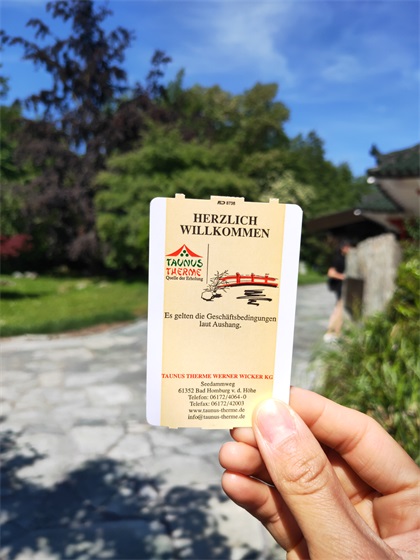 HERZLICH
WILLKOMMEN
TAUNUS
THERME
Quelle der Erholung
Es gelten die Geschäftsbedingungen
laut Aushang.
TAUNUS THERME WERNER WICKER KG
Seedammweg
61352 Bad Homburg v. d. Höhe
Telefon: 06172/4064-0
Telefax: 06172/42003
www.taunus-therme.de
info@taunus-therme.de